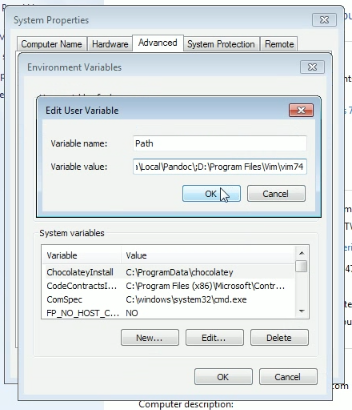 System Properties
Computer Name Hardware Advanced System Protection Remote
Environment Variables
Edit User Variable
Variable name: Path
Variable value: \Local\Pandoc\;D:\Program Files\Vim\vim74
OK Cancel
System variables
Variable Value
ChocolateyInstall C:\ProgramData\chocolatey
CodeContractsI... C:\Program Files (x86)\Microsoft\Contr...
ComSpec C:\windows\system32\cmd.exe
FP_NO_HOST_C... NO
New... Edit... Delete
OK Cancel
Computer description: